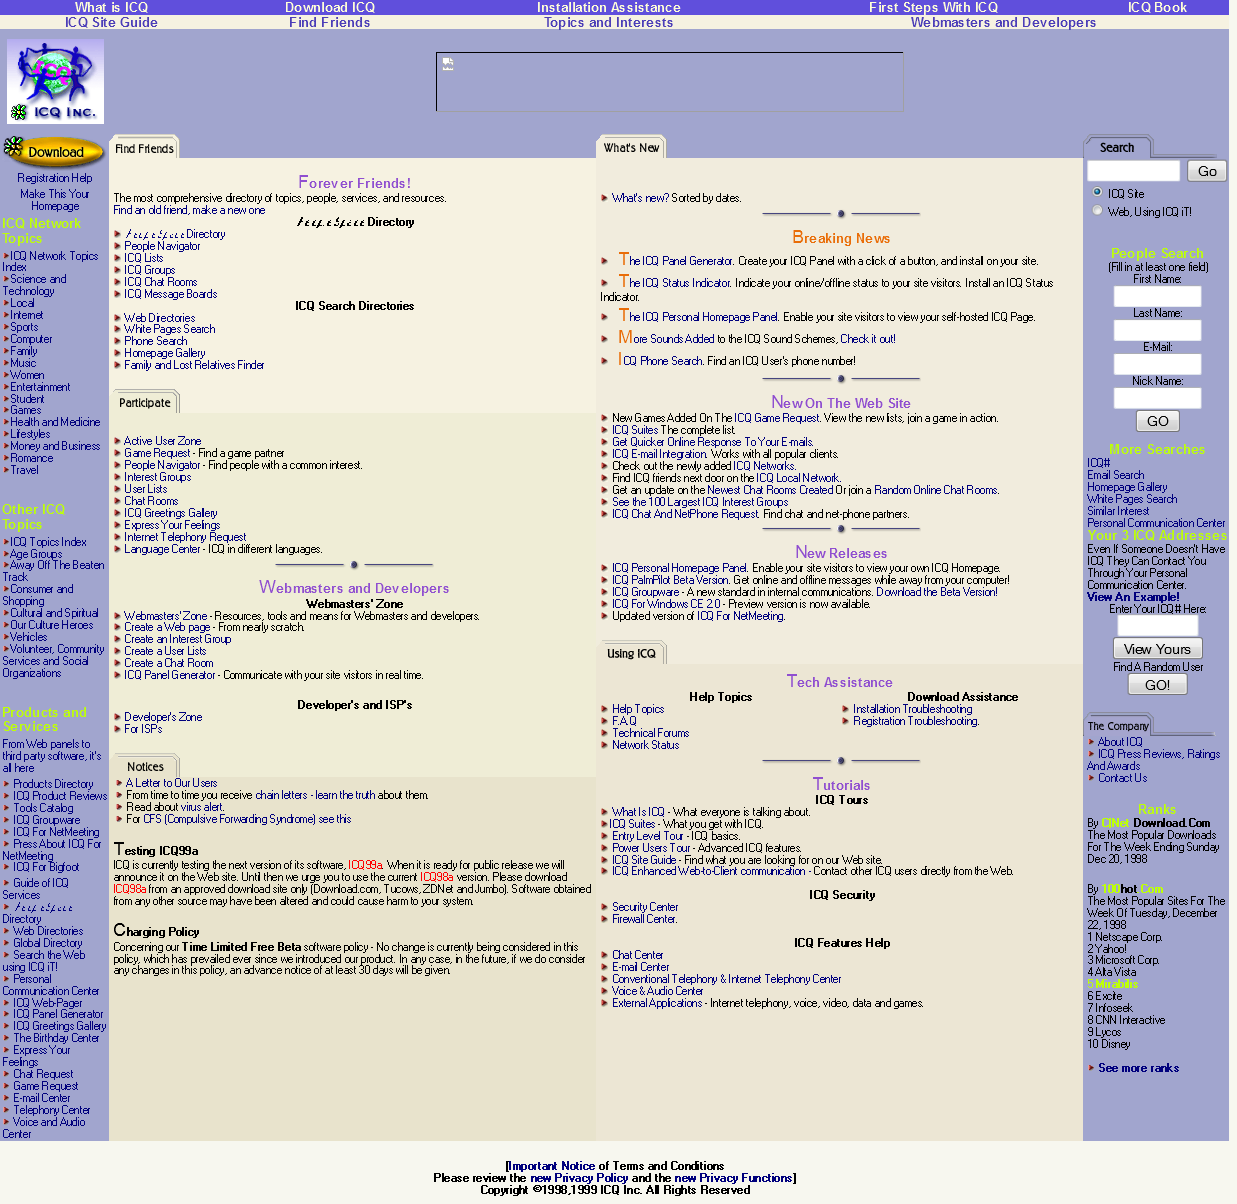 What is ICQ Download ICQ Installation Assistance First Steps With ICQ ICQ Book
ICQ Site Guide Find Friends Topics and Interests Webmasters and Developers
ICQ INC.
Download
Registration Help
Make This Your
Homepage
ICQ Network
Topics
ICQ Network Topics
Index
Science and
Technology
Local
Internet
Sports
Computer
Family
Music
Women
Entertainment
Student
Games
Health and Medicine
Lifestyles
Money and Business
Romance
Travel
Other ICQ
Topics
ICQ Topics Index
Age Groups
Away Off The Beaten
Track
Consumer and
Shopping
Cultural and Spiritual
Our Culture Heroes
Vehicles
Volunteer, Community
Services and Social
Organizations
Products and
Services
From Web panels to
third party software, it's
all here
Products Directory
ICQ Product Reviews
Tools Catalog
ICQ Groupware
ICQ For NetMeeting
Press About ICQ For
NetMeeting
ICQ For Bigfoot
Guide of ICQ
Services
Directory
Web Directories
Global Directory
Search the Web
using ICQ iT!
Personal
Communication Center
ICQ Web-Pager
ICQ Panel Generator
ICQ Greetings Gallery
The Birthday Center
Express Your
Feelings
Chat Request
Game Request
E-mail Center
Telephony Center
Voice and Audio
Center
Find Friends
Forever Friends!
The most comprehensive directory of topics, people, services, and resources.
Find an old friend, make a new one
Directory
Directory
People Navigator
ICQ Lists
ICQ Groups
ICQ Chat Rooms
ICQ Message Boards
ICQ Search Directories
Web Directories
White Pages Search
Phone Search
Homepage Gallery
Family and Lost Relatives Finder
Participate
Active User Zone
Game Request - Find a game partner
People Navigator - Find people with a common interest.
Interest Groups
User Lists
Chat Rooms
ICQ Greetings Gallery
Express Your Feelings
Internet Telephony Request
Language Center - ICQ in different languages.
Webmasters and Developers
Webmasters' Zone
Webmasters' Zone - Resources, tools and means for Webmasters and developers.
Create a Web page - From nearly scratch.
Create an Interest Group
Create a User Lists
Create a Chat Room
ICQ Panel Generator - Communicate with your site visitors in real time.
Developer's and ISP's
Developer's Zone
For ISP's
Notices
A Letter to Our Users
From time to time you receive chain letters - learn the truth about them.
Read about virus alert.
For CFS (Compulsive Forwarding Syndrome) see this
Testing ICQ99a
ICQ is currently testing the next version of its software, ICQ99a. When it is ready for public release we will
announce it on the Web site. Until then we urge you to use the current ICQ98a version. Please download
ICQ98a from an approved download site only (Download.com, Tucows, ZDNet and Jumbo). Software obtained
from any other source may have been altered and could cause harm to your system.
Charging Policy
Concerning our Time Limited Free Beta software policy - No change is currently being considered in this
policy, which has prevailed ever since we introduced our product. In any case, in the future, if we do consider
any changes in this policy, an advance notice of at least 30 days will be given.
What's New
What's new? Sorted by dates.
Breaking News
The ICQ Panel Generator. Create your ICQ Panel with a click of a button, and install on your site.
The ICQ Status Indicator. Indicate your online/offline status to your site visitors. Install an ICQ Status
Indicator.
The ICQ Personal Homepage Panel. Enable your site visitors to view your self-hosted ICQ Page.
More Sounds Added to the ICQ Sound Schemes, Check it out!
ICQ Phone Search. Find an ICQ User's phone number!
New On The Web Site
New Games Added On The ICQ Game Request. View the new lists, join a game in action.
ICQ Suites The complete list.
Get Quicker Online Response To Your E-mails.
ICQ E-mail Integration. Works with all popular clients.
Check out the newly added ICQ Networks.
Find ICQ friends next door on the ICQ Local Network.
Get an update on the Newest Chat Rooms Created Or join a Random Online Chat Rooms.
See the 100 Largest ICQ Interest Groups
ICQ Chat And NetPhone Request. Find chat and net-phone partners.
New Releases
ICQ Personal Homepage Panel. Enable your site visitors to view your own ICQ Homepage.
ICQ PalmPilot Beta Version. Get online and offline messages while away from your computer!
ICQ Groupware - A new standard in internal communications. Download the Beta Version!
ICQ For Windows CE 2.0 - Preview version is now available.
Updated version of ICQ For NetMeeting.
Using ICQ
Tech Assistance
Help Topics Download Assistance
Help Topics Installation Troubleshooting
F.A.Q Registration Troubleshooting.
Technical Forums
Network Status
Tutorials
ICQ Tours
What Is ICQ - What everyone is talking about.
ICQ Suites - What you get with ICQ.
Entry Level Tour - ICQ basics.
Power Users Tour - Advanced ICQ features.
ICQ Site Guide - Find what you are looking for on our Web site.
ICQ Enhanced Web-to-Client communication - Contact other ICQ users directly from the Web.
ICQ Security
Security Center
Firewall Center.
ICQ Features Help
Chat Center
E-mail Center
Conventional Telephony & Internet Telephony Center
Voice & Audio Center
External Applications - Internet telephony, voice, video, data and games.
Search
Go
ICQ Site
Web, Using ICQ iT!
People Search
(Fill in at least one field)
First Name:
Last Name:
E-Mail:
Nick Name:
GO
More Searches
ICQ#
Email Search
Homepage Gallery
White Pages Search
Similar Interest
Personal Communication Center
Your 3 ICQ Addresses
Even If Someone Doesn't Have
ICQ They Can Contact You
Through Your Personal
Communication Center.
View An Example!
Enter Your ICQ# Here:
View Yours
Find A Random User
GO!
The Company
About ICQ
ICQ Press Reviews, Ratings
And Awards
Contact Us
Ranks
By C|Net Download.Com
The Most Popular Downloads
For The Week Ending Sunday
Dec 20, 1998
By 100hot.Com
The Most Popular Sites For The
Week Of Tuesday, December
22, 1998
1 Netscape Corp.
2 Yahoo!
3 Microsoft Corp.
4 Alta Vista
5 Mirabilis
6 Excite
7 Infoseek
8 CNN Interactive
9 Lycos
10 Disney
See more ranks
[Important Notice of Terms and Conditions
Please review the new Privacy Policy and the new Privacy Functions]
Copyright ©1998,1999 ICQ Inc. All Rights Reserved